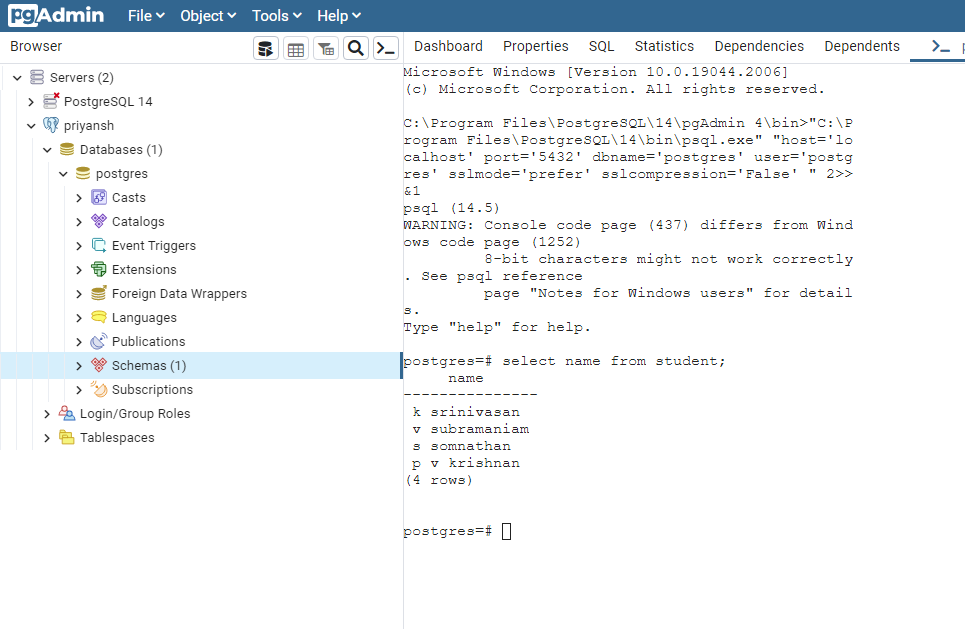 pgAdmin File Object Tools Help
Browser
Dashboard Properties SQL Statistics Dependencies Dependents
Servers (2)
PostgreSQL 14
priyansh
Databases (1)
postgres
Casts
Catalogs
Event Triggers
Extensions
Foreign Data Wrappers
Languages
Publications
Schemas (1)
Subscriptions
Login/Group Roles
Tablespaces
Microsoft Windows [Version 10.0.19044.2006]
(c) Microsoft Corporation. All rights reserved.
C:\Program Files\PostgreSQL\14\pgAdmin 4\bin>"C:\P
rogram Files\PostgreSQL\14\bin\psql.exe" "host='lo
calhost' port='5432' dbname='postgres' user='postg
res' sslmode='prefer' sslcompression='False' " 2>>
&1
psql (14.5)
WARNING: Console code page (437) differs from Wind
ows code page (1252)
8-bit characters might not work correctly
. See psql reference
page "Notes for Windows users" for detail
s.
Type "help" for help.
postgres=# select name from student;
name
---------------
k srinivasan
v subramaniam
s somnathan
p v krishnan
(4 rows)
postgres=#